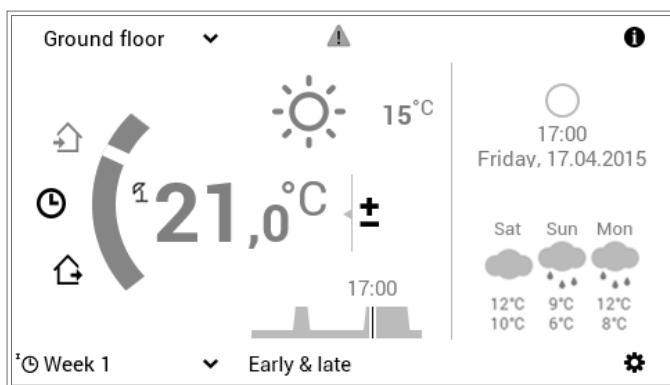 Ground floor
15°C
17:00
Friday, 17.04.2015
21,0°C
±
Sat Sun Mon
12°C 9°C 12°C
10°C 6°C 8°C
17:00
Week 1
Early & late